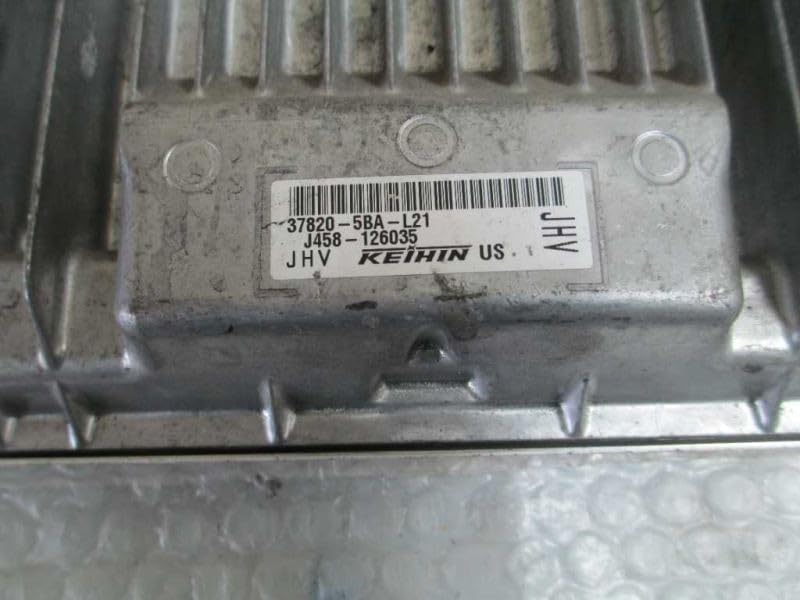 37820-5BA-L21
J458-126035
JHV KEIHIN US
JHV